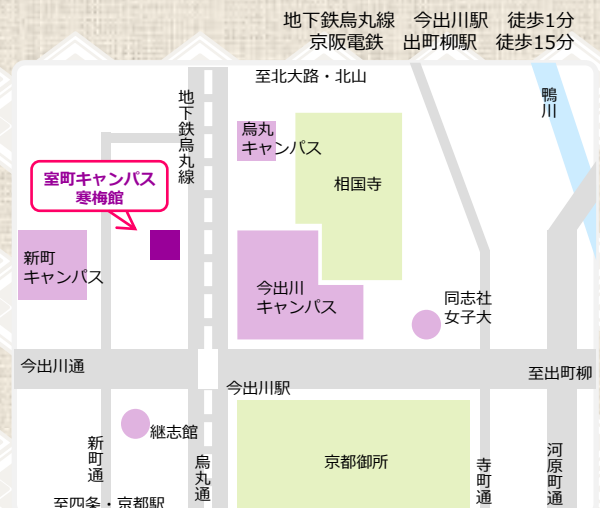 地下鉄烏丸線　今出川駅　徒歩1分
京阪電鉄　出町柳駅　徒歩15分
至北大路・北山
地下鉄烏丸線
鴨川
烏丸
キャンパス
室町キャンパス
寒梅館
相国寺
新町
キャンパス
今出川
キャンパス
同志社
女子大
今出川通
至出町柳
今出川駅
継志館
新町通
烏丸通
京都御所
寺町通
河原町通
至四条・京都駅